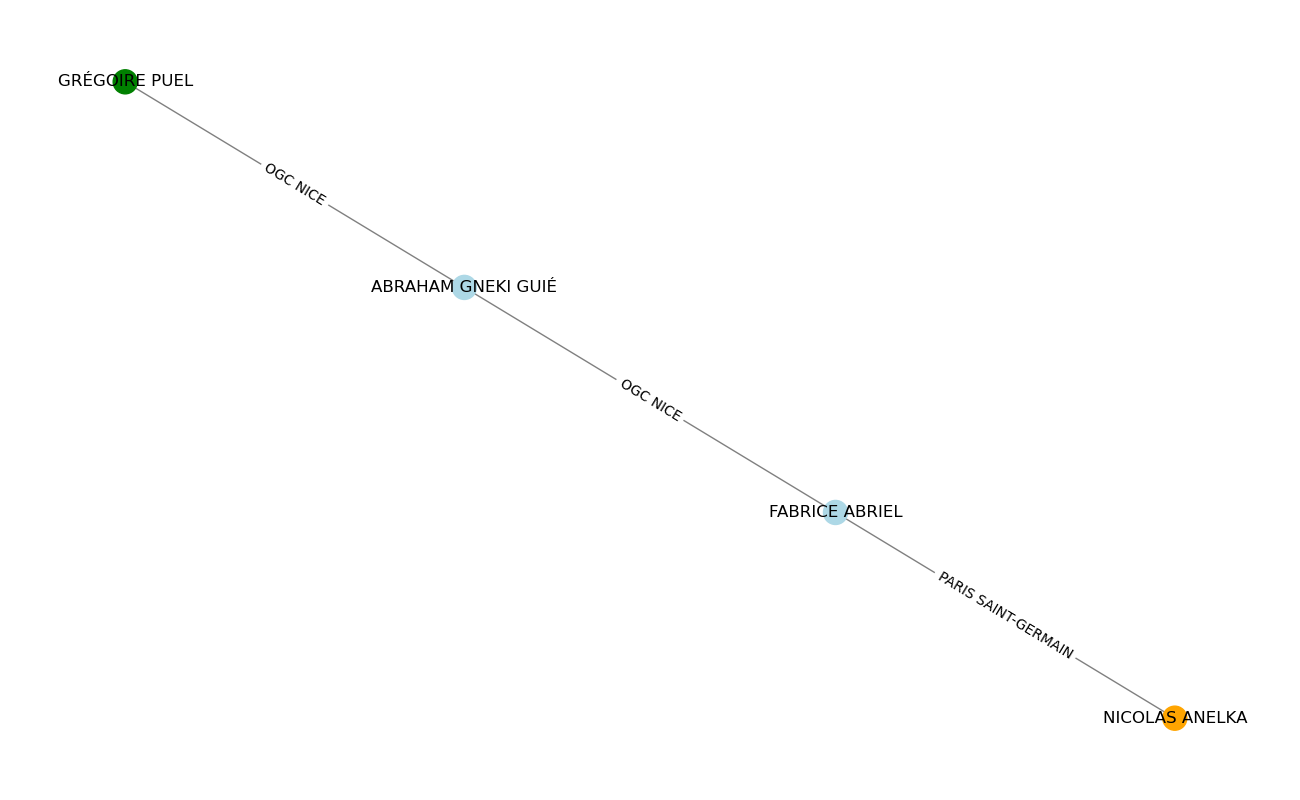 GRÉGOIRE PUEL
OGC NICE
ABRAHAM GNEKI GUIÉ
OGC NICE
FABRICE ABRIEL
PARIS SAINT-GERMAIN
NICOLAS ANELKA